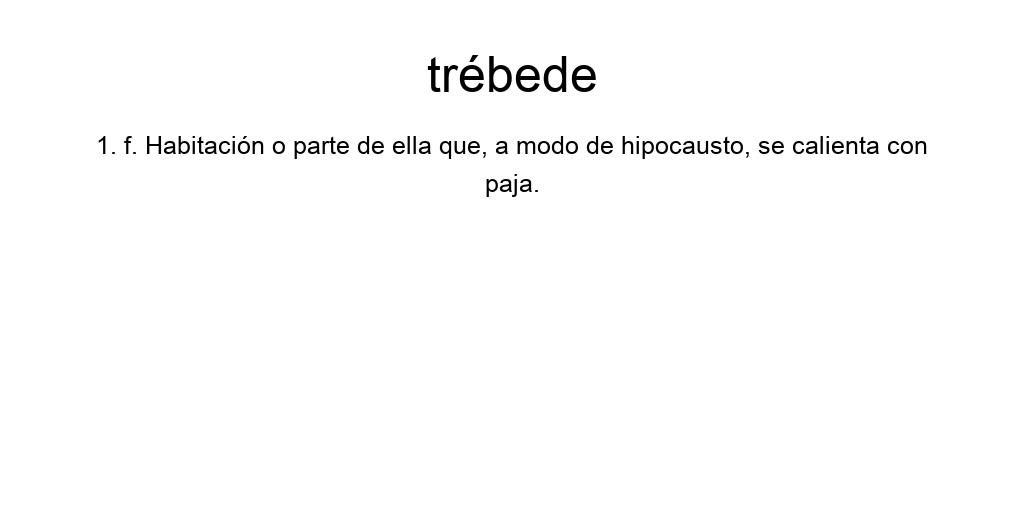 trébede
1. f. Habitación o parte de ella que, a modo de hipocausto, se calienta con
paja.